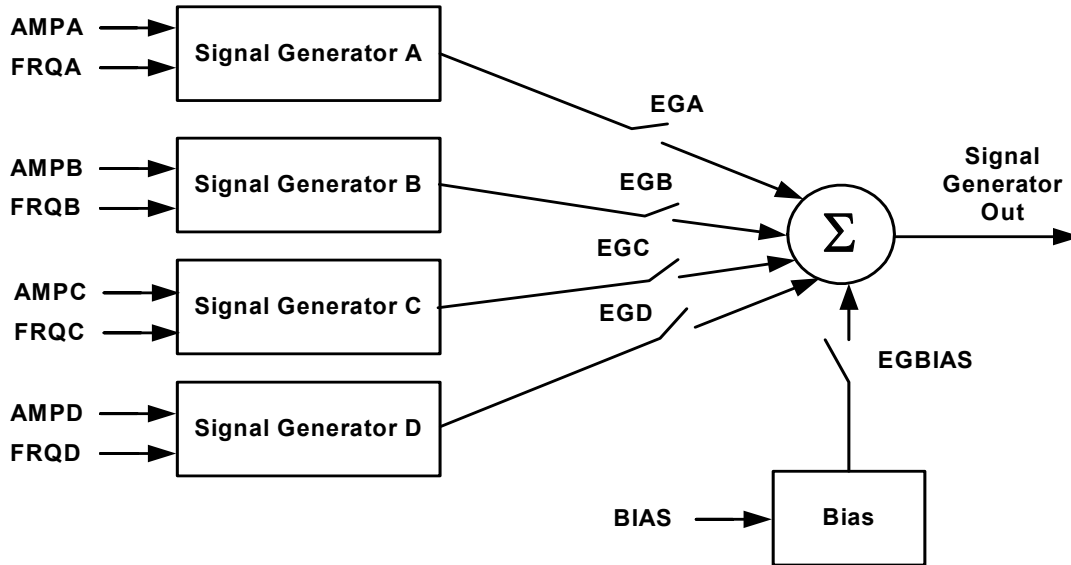 AMPA
FRQA
Signal Generator A
EGA
AMPB
FRQB
Signal Generator B
EGB
AMPC
FRQC
Signal Generator C
EGC
AMPD
FRQD
Signal Generator D
EGD
Σ
Signal
Generator
Out
EGBIAS
BIAS
Bias